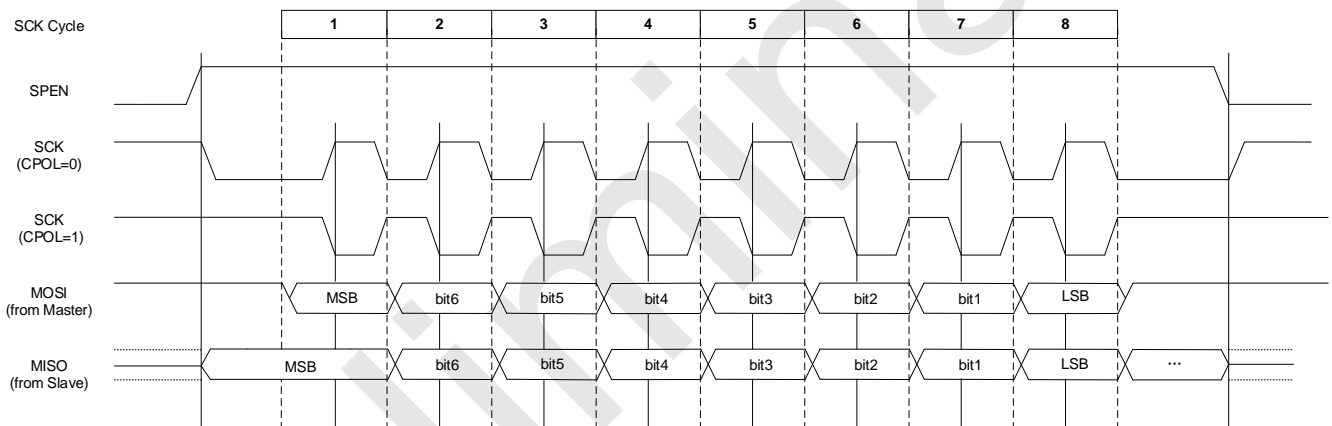 SCK Cycle 1 2 3 4 5 6 7 8
SPEN
SCK
(CPOL=0)
SCK
(CPOL=1)
MOSI
(from Master)
MSB bit6 bit5 bit4 bit3 bit2 bit1 LSB
MISO
(from Slave)
MSB bit6 bit5 bit4 bit3 bit2 bit1 LSB ...